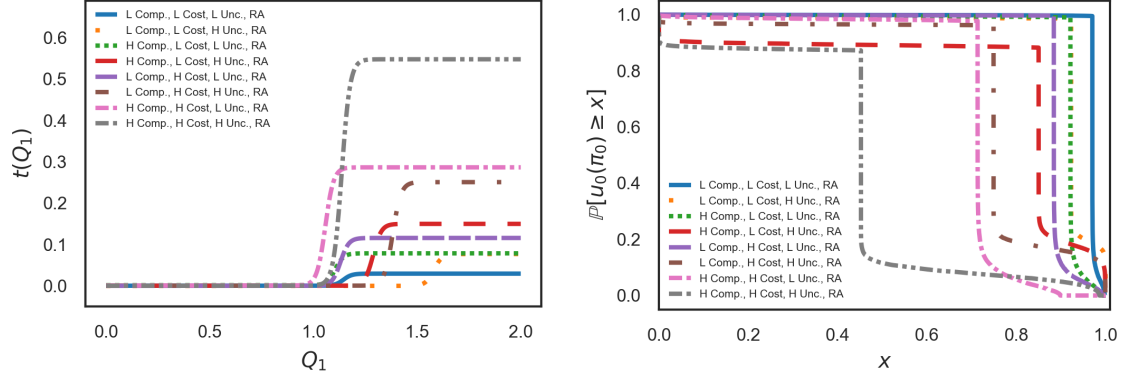 0.6
0.5
0.4
0.3
0.2
0.1
0.0
t(Q1)
L Comp., L Cost, L Unc., RA
L Comp., L Cost, H Unc., RA
H Comp., L Cost, L Unc., RA
H Comp., L Cost, H Unc., RA
L Comp., H Cost, L Unc., RA
L Comp., H Cost, H Unc., RA
H Comp., H Cost, L Unc., RA
H Comp., H Cost, H Unc., RA
0.0 0.5 1.0 1.5 2.0
Q1
1.0
0.8
0.6
0.4
0.2
0.0
ℙ[u0(π0) ≥ x]
L Comp., L Cost, L Unc., RA
L Comp., L Cost, H Unc., RA
H Comp., L Cost, L Unc., RA
H Comp., L Cost, H Unc., RA
L Comp., H Cost, L Unc., RA
L Comp., H Cost, H Unc., RA
H Comp., H Cost, L Unc., RA
H Comp., H Cost, H Unc., RA
0.0 0.2 0.4 0.6 0.8 1.0
x